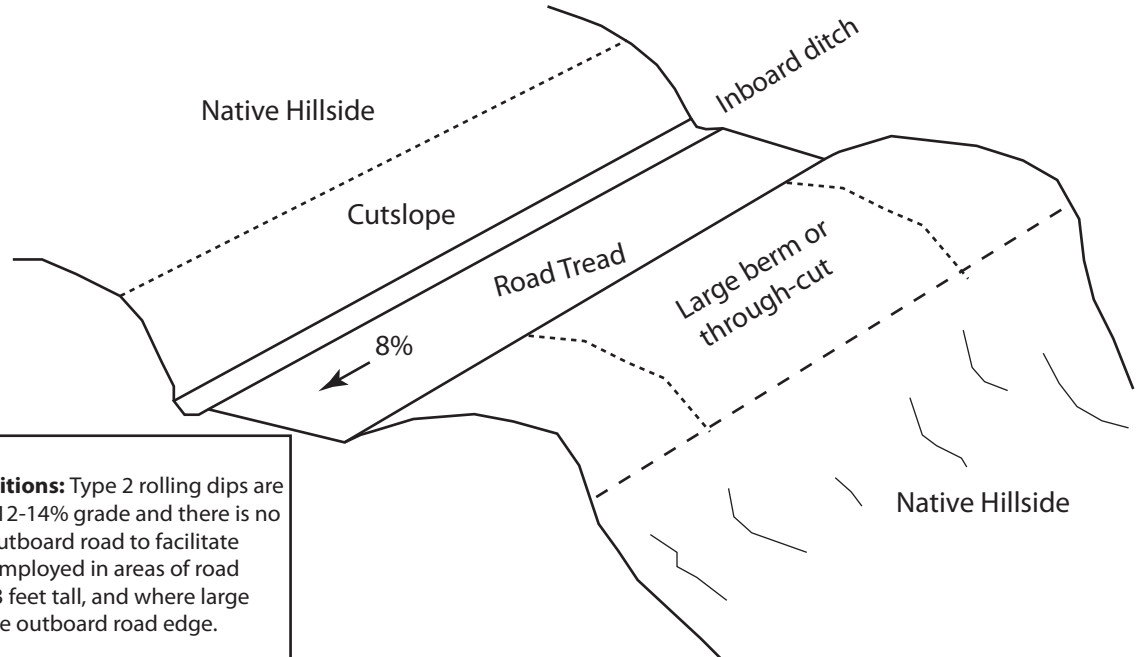 Inboard ditch
Native Hillside
Cutslope
Road Tread
Large berm or
through-cut
8%
Native Hillside
itions: Type 2 rolling dips are
12-14% grade and there is no
utboard road to facilitate
mployed in areas of road
3 feet tall, and where large
e outboard road edge.